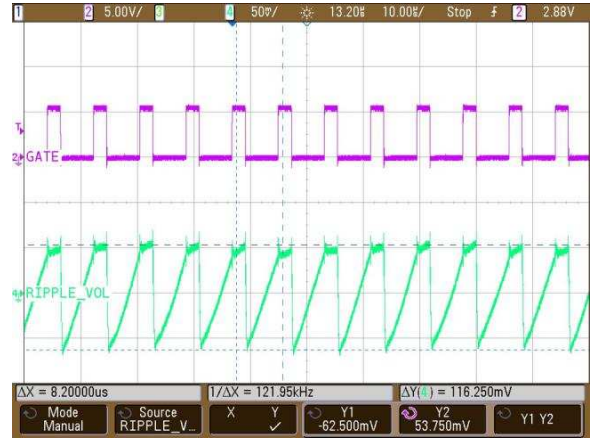 1 2 5.00V/ 3 4 50mV/ 13.20s 10.00s/ Stop 2 2.88V
T
2 GATE
4 RIPPLE_VOL
ΔX = 8.20000us 1/ΔX = 121.95kHz ΔY(4) = 116.250mV
Mode Source X Y Y1 Y2 Y1 Y2
Manual RIPPLE_V... ✓ -62.500mV 53.750mV